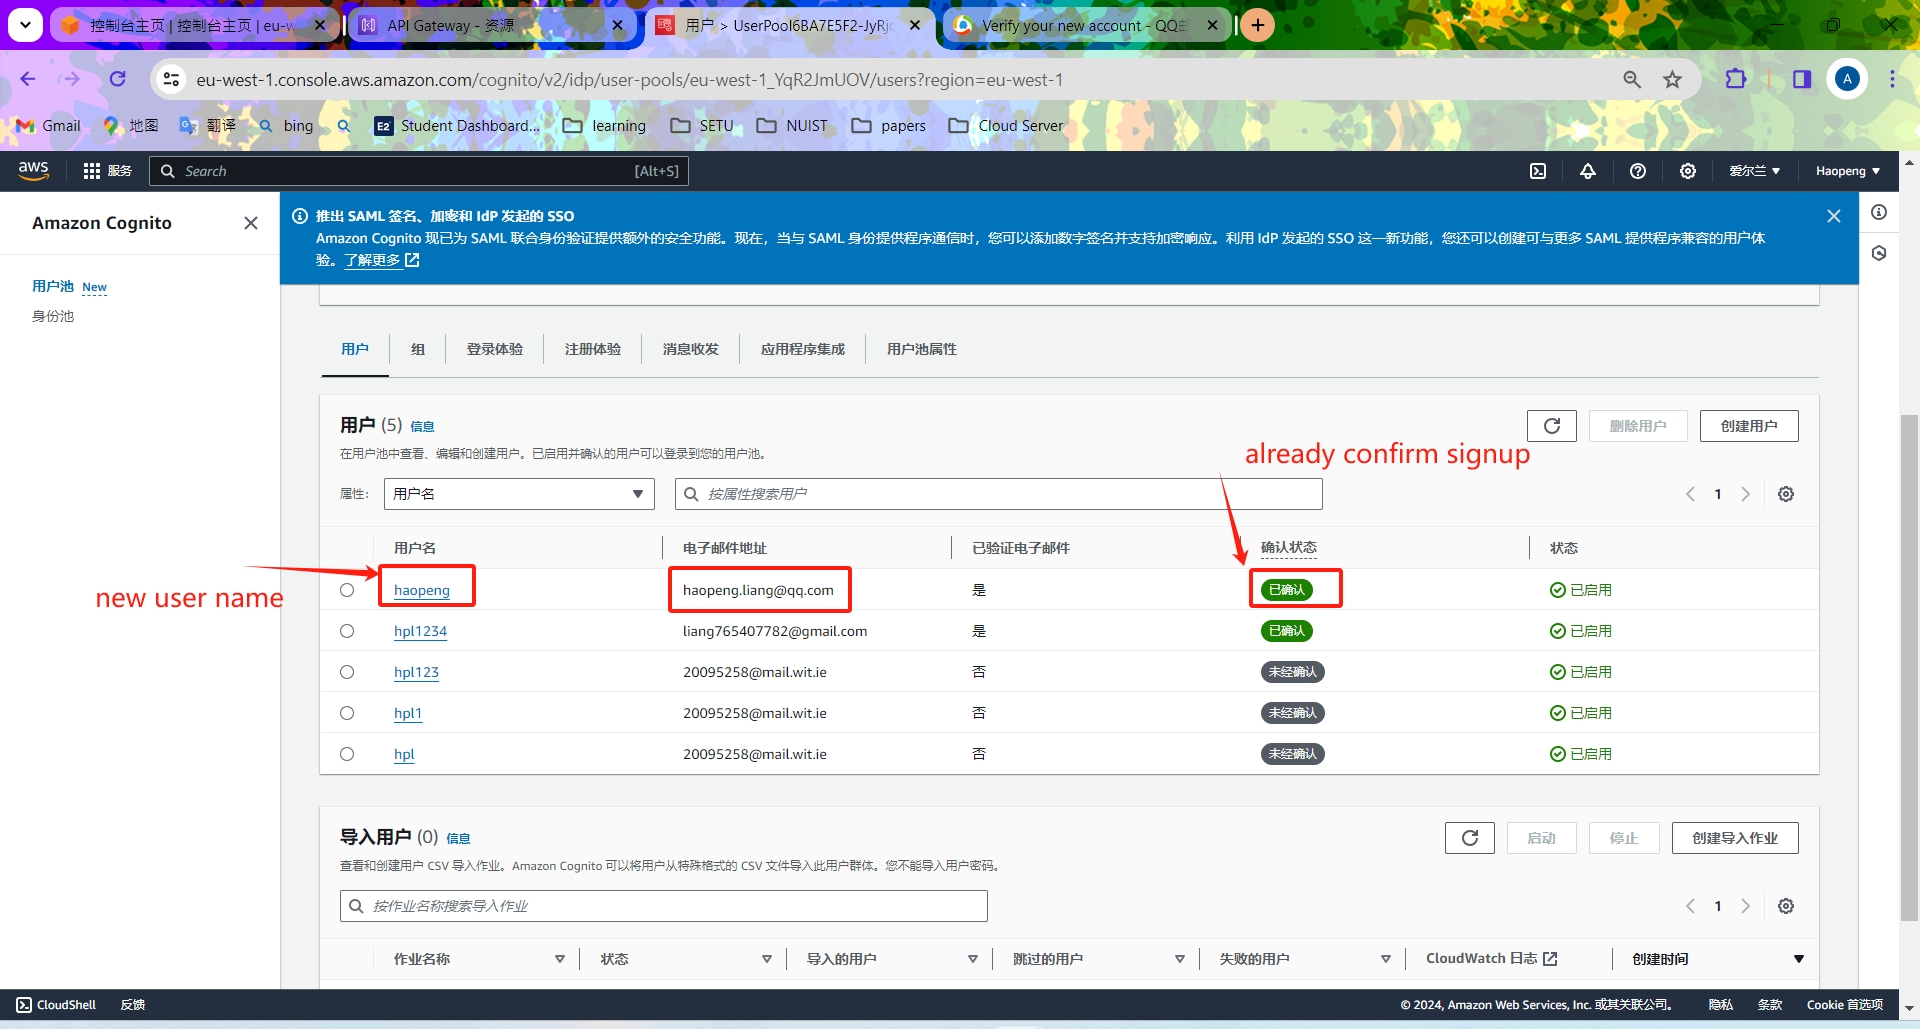 控制台主页 | 控制台主页 | eu-w
API Gateway - 资源
用户 > UserPool6BA7E5F2-JyRj
Verify your new account - QQ邮
eu-west-1.console.aws.amazon.com/cognito/v2/idp/user-pools/eu-west-1_YqR2JmUOV/users?region=eu-west-1
A
Gmail
地图
翻译
bing
E2 Student Dashboard...
learning
SETU
NUIST
papers
Cloud Server
aws
服务
Search
[Alt+S]
爱尔兰
Haopeng
Amazon Cognito
用户池 New
身份池
推出 SAML 签名、加密和 IdP 发起的 SSO
Amazon Cognito 现已为 SAML 联合身份验证提供额外的安全功能。现在，当与 SAML 身份提供程序通信时，您可以添加数字签名并支持加密响应。利用 IdP 发起的 SSO 这一新功能，您还可以创建可与更多 SAML 提供程序兼容的用户体
验。了解更多
用户
组
登录体验
注册体验
消息收发
应用程序集成
用户池属性
用户 (5) 信息
删除用户
创建用户
在用户池中查看、编辑和创建用户。已启用并确认的用户可以登录到您的用户池。
already confirm signup
属性:
用户名
按属性搜索用户
1
用户名
电子邮件地址
已验证电子邮件
确认状态
状态
new user name
haopeng
haopeng.liang@qq.com
是
已确认
已启用
hpl1234
liang765407782@gmail.com
是
已确认
已启用
hpl123
20095258@mail.wit.ie
否
未经确认
已启用
hpl1
20095258@mail.wit.ie
否
未经确认
已启用
hpl
20095258@mail.wit.ie
否
未经确认
已启用
导入用户 (0) 信息
启动
停止
创建导入作业
查看和创建用户 CSV 导入作业。Amazon Cognito 可以将用户从特殊格式的 CSV 文件导入此用户群体。您不能导入用户密码。
按作业名称搜索导入作业
1
作业名称
状态
导入的用户
跳过的用户
失败的用户
CloudWatch 日志
创建时间
CloudShell
反馈
© 2024, Amazon Web Services, Inc. 或其关联公司。
隐私
条款
Cookie 首选项